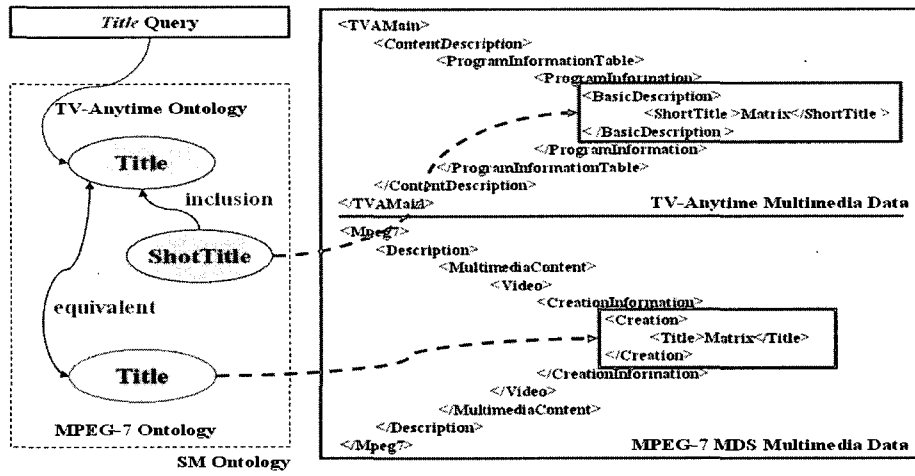 Title Query
TV-Anytime Ontology
Title
inclusion
ShotTitle
equivalent
Title
MPEG-7 Ontology
SM Ontology
<TVAMain>
<ContentDescription>
<ProgramInformationTable>
<ProgramInformation>
<BasicDescription>
<ShortTitle >Matrix</ShortTitle >
</BasicDescription >
</ProgramInformation>
</ProgramInformationTable>
</ContentDescription>
</TVAMain>
TV-Anytime Multimedia Data
<Mpeg7>
<Description>
<MultimediaContent>
<Video>
<CreationInformation>
<Creation>
<Title>Matrix</Title>
</Creation>
</CreationInformation>
</Video>
</MultimediaContent>
</Description>
</Mpeg7>
MPEG-7 MDS Multimedia Data